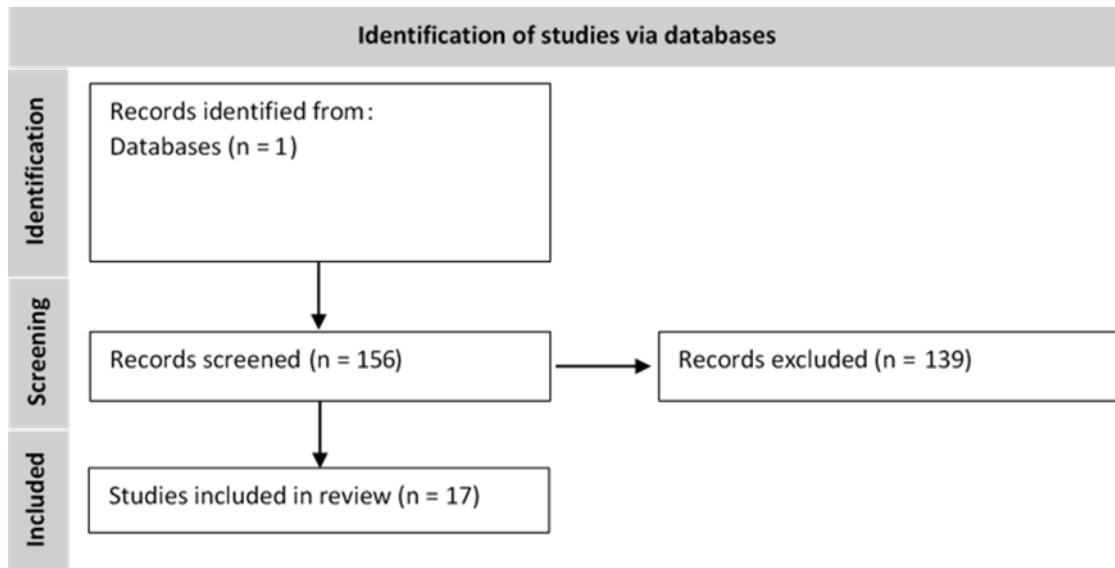 Identification of studies via databases
Identification
Records identified from:
Databases (n = 1)
Screening
Records screened (n = 156)
Records excluded (n = 139)
Included
Studies included in review (n = 17)